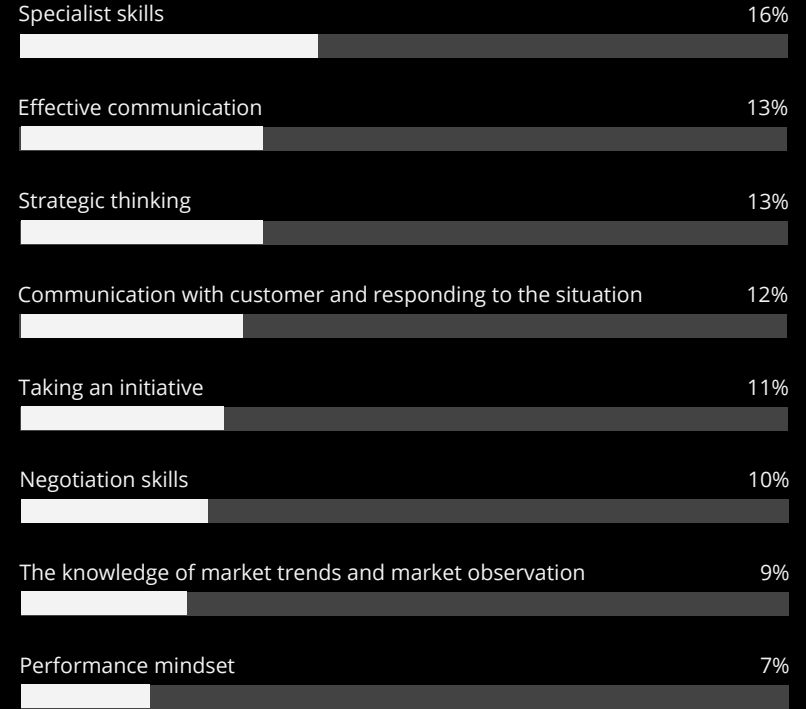 Specialist skills 16%
Effective communication 13%
Strategic thinking 13%
Communication with customer and responding to the situation 12%
Taking an initiative 11%
Negotiation skills 10%
The knowledge of market trends and market observation 9%
Performance mindset 7%